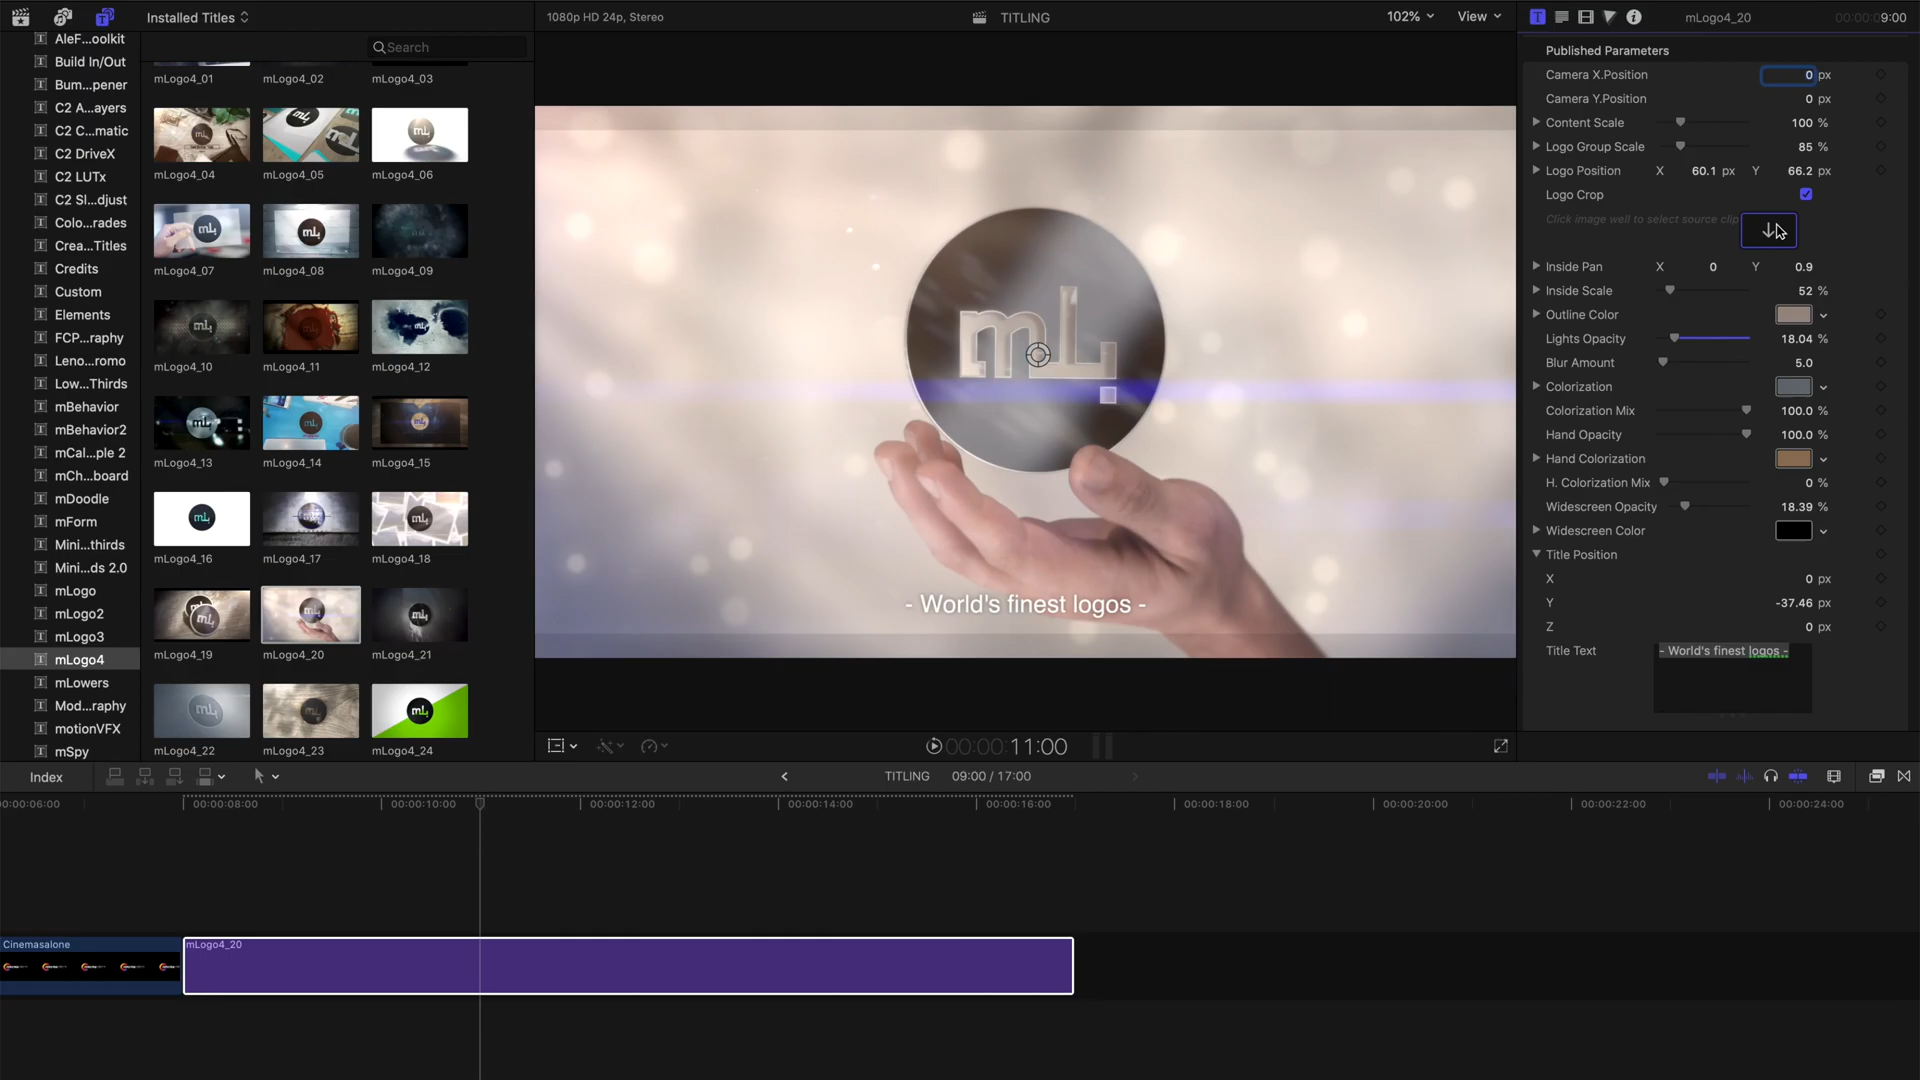 Installed Titles
1080p HD 24p, Stereo
TITLING
102%
View
mLogo4_20
00:00:09:00
AleF...oolkit
Build In/Out
Bum...pener
C2 A...ayers
C2 C...matic
C2 DriveX
C2 LUTx
C2 Sl...djust
Colo...rades
Crea...Titles
Credits
Custom
Elements
FCP...raphy
Leno...romo
Low...Thirds
mBehavior
mBehavior2
mCal...ple 2
mCh...board
mDoodle
mForm
Mini...thirds
Mini...ds 2.0
mLogo
mLogo2
mLogo3
mLogo4
mLowers
Mod...raphy
motionVFX
mSpy
Search
mLogo4_01
mLogo4_02
mLogo4_03
mLogo4_04
mLogo4_05
mLogo4_06
mLogo4_07
mLogo4_08
mLogo4_09
mLogo4_10
mLogo4_11
mLogo4_12
mLogo4_13
mLogo4_14
mLogo4_15
mLogo4_16
mLogo4_17
mLogo4_18
mLogo4_19
mLogo4_20
mLogo4_21
mLogo4_22
mLogo4_23
mLogo4_24
mL
- World's finest logos -
Published Parameters
Camera X.Position 0 px
Camera Y.Position 0 px
Content Scale 100 %
Logo Group Scale 85 %
Logo Position X 60.1 px Y 66.2 px
Logo Crop
Click image well to select source clip
Inside Pan X 0 Y 0.9
Inside Scale 52 %
Outline Color
Lights Opacity 18.04 %
Blur Amount 5.0
Colorization
Colorization Mix 100.0 %
Hand Opacity 100.0 %
Hand Colorization
H. Colorization Mix 0 %
Widescreen Opacity 18.39 %
Widescreen Color
Title Position
X 0 px
Y -37.46 px
Z 0 px
Title Text - World's finest logos -
00:00:11:00
Index
TITLING 09:00 / 17:00
0:00:06:00
00:00:08:00
00:00:10:00
00:00:12:00
00:00:14:00
00:00:16:00
00:00:18:00
00:00:20:00
00:00:22:00
00:00:24:00
Cinemasalone
mLogo4_20